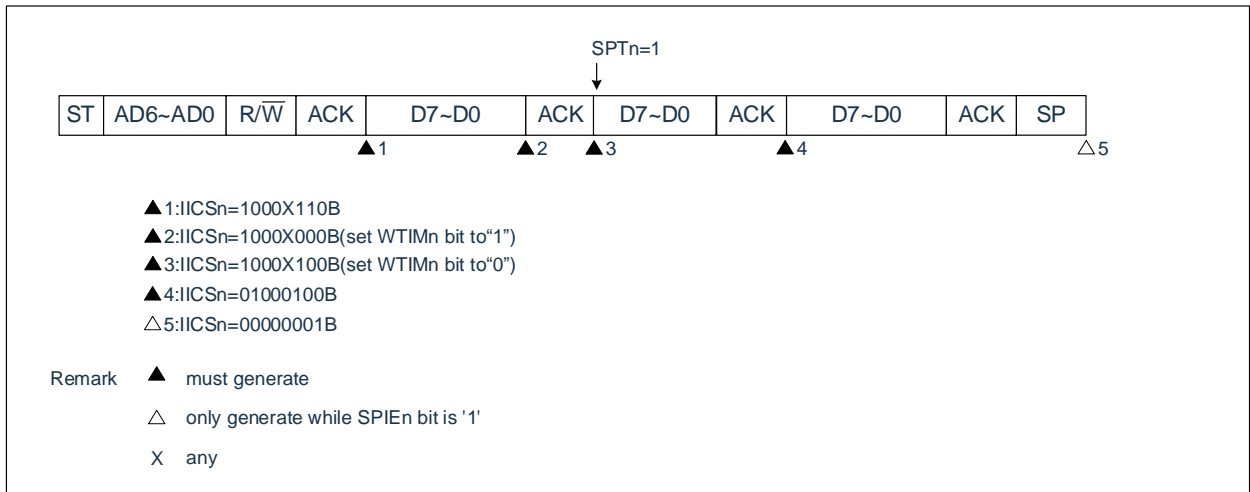 SPTn=1
ST AD6~AD0 R/W̅ ACK D7~D0 ACK D7~D0 ACK D7~D0 ACK SP
▲1 ▲2 ▲3 ▲4 △5
▲1:IICSn=1000X110B
▲2:IICSn=1000X000B(set WTIMn bit to“1”)
▲3:IICSn=1000X100B(set WTIMn bit to“0”)
▲4:IICSn=01000100B
△5:IICSn=00000001B
Remark ▲ must generate
△ only generate while SPIEn bit is '1'
X any